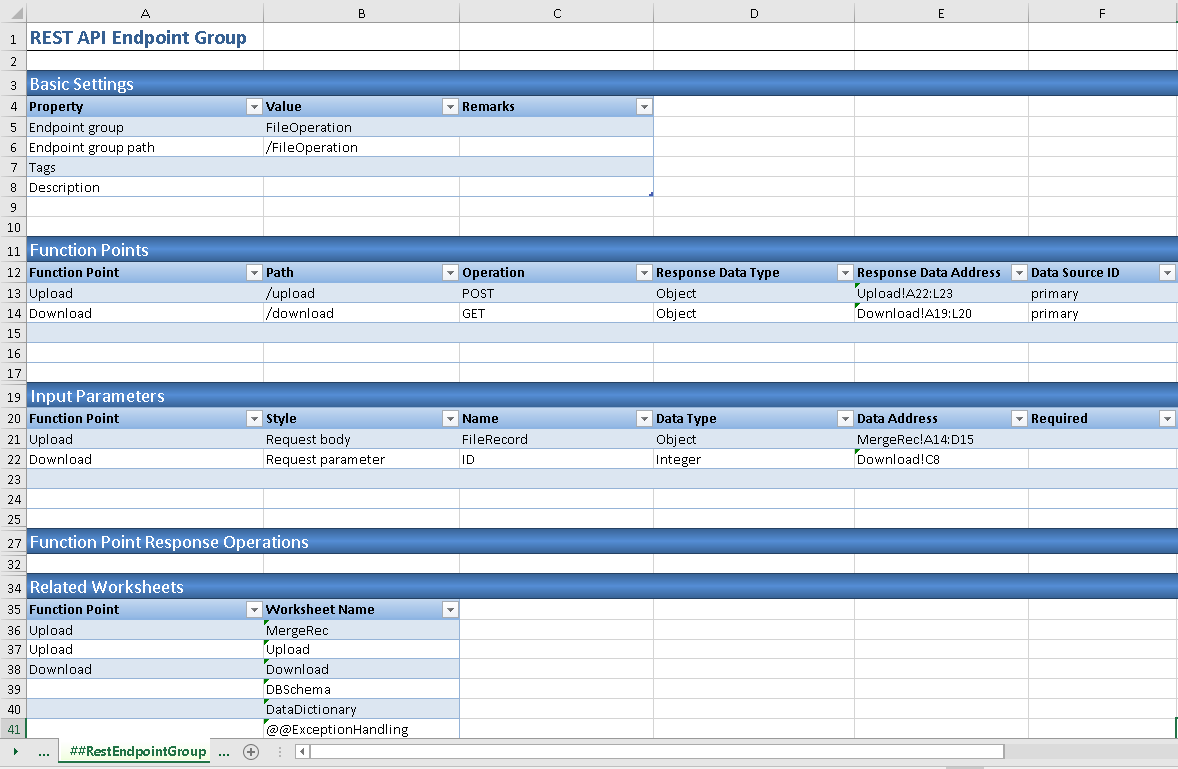 A B C D E F
1 REST API Endpoint Group
2
3 Basic Settings
4 Property Value Remarks
5 Endpoint group FileOperation
6 Endpoint group path /FileOperation
7 Tags
8 Description
9
10
11 Function Points
12 Function Point Path Operation Response Data Type Response Data Address Data Source ID
13 Upload /upload POST Object Upload!A22:L23 primary
14 Download /download GET Object Download!A19:L20 primary
15
16
17
19 Input Parameters
20 Function Point Style Name Data Type Data Address Required
21 Upload Request body FileRecord Object MergeRec!A14:D15
22 Download Request parameter ID Integer Download!C8
23
24
25
27 Function Point Response Operations
32
34 Related Worksheets
35 Function Point Worksheet Name
36 Upload MergeRec
37 Upload Upload
38 Download Download
39 DBSchema
40 DataDictionary
41 @@ExceptionHandling
... ##RestEndpointGroup ...